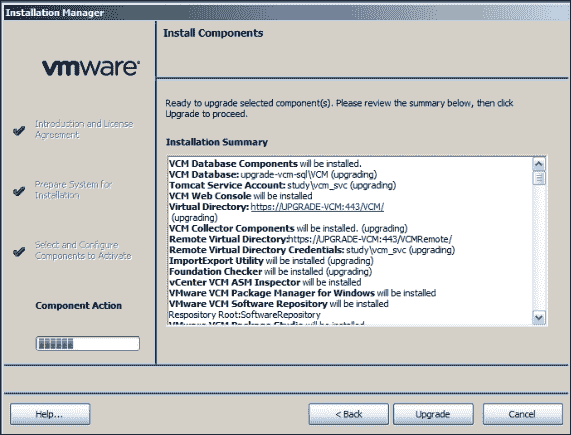 Installation Manager
Install Components
vmware®
Ready to upgrade selected component(s). Please review the summary below, then click
Upgrade to proceed.
Introduction and License
Agreement
Installation Summary
VCM Database Components will be installed.
VCM Database: upgrade-vcm-sql\VCM (upgrading)
Tomcat Service Account: study\vcm_svc (upgrading)
Prepare System for
Installation
VCM Web Console will be installed
Virtual Directory: https://UPGRADE-VCM:443/VCM/
(upgrading)
VCM Collector Components will be installed. (upgrading)
Remote Virtual Directory:https://UPGRADE-VCM:443/VCMRemote/
Select and Configure
Components to Activate
Remote Virtual Directory Credentials: study\vcm_svc (upgrading)
ImportExport Utility will be installed (upgrading)
Foundation Checker will be installed (upgrading)
vCenter VCM ASM Inspector will be installed
VMware VCM Package Manager for Windows will be installed
Component Action
VMware VCM Software Repository will be installed
Respository Root:SoftwareRepository
VMware VCM Package Studio will be installed
Help...
< Back
Upgrade
Cancel